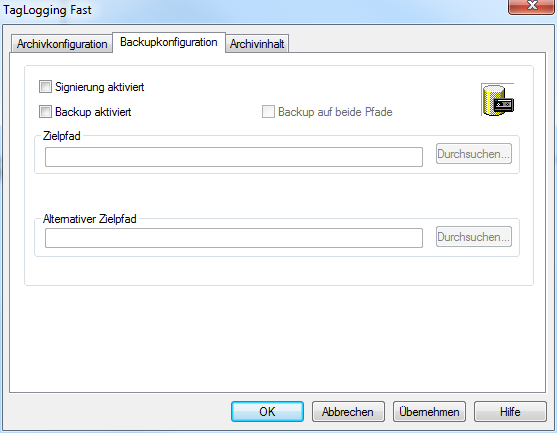 TagLogging Fast
Archivkonfiguration Backupkonfiguration Archivinhalt
Signierung aktiviert
Backup aktiviert Backup auf beide Pfade
Zielpfad
Durchsuchen...
Alternativer Zielpfad
Durchsuchen...
OK Abbrechen Übernehmen Hilfe